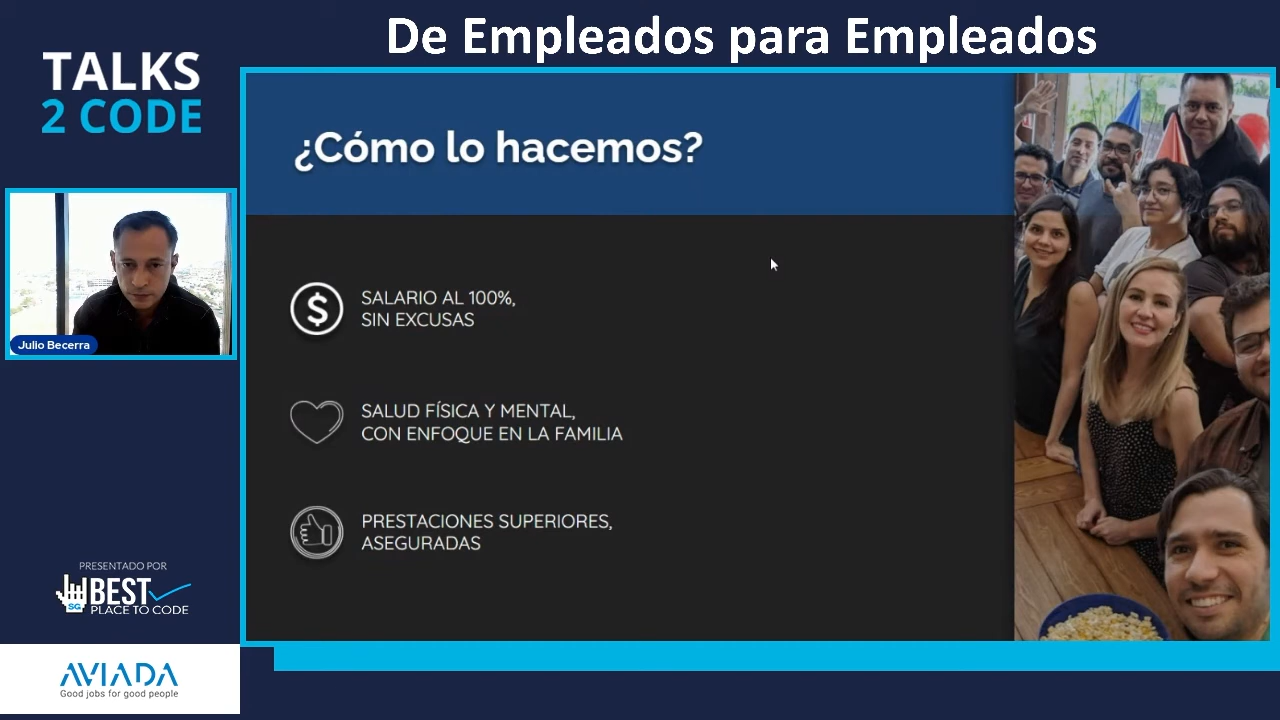 De Empleados para Empleados
TALKS
2 CODE
¿Cómo lo hacemos?
SALARIO AL 100%,
SIN EXCUSAS
Julio Becerra
SALUD FÍSICA Y MENTAL,
CON ENFOQUE EN LA FAMILIA
PRESTACIONES SUPERIORES,
ASEGURADAS
PRESENTADO POR
SG
BEST
PLACE TO CODE
AVIADA
Good jobs for good people